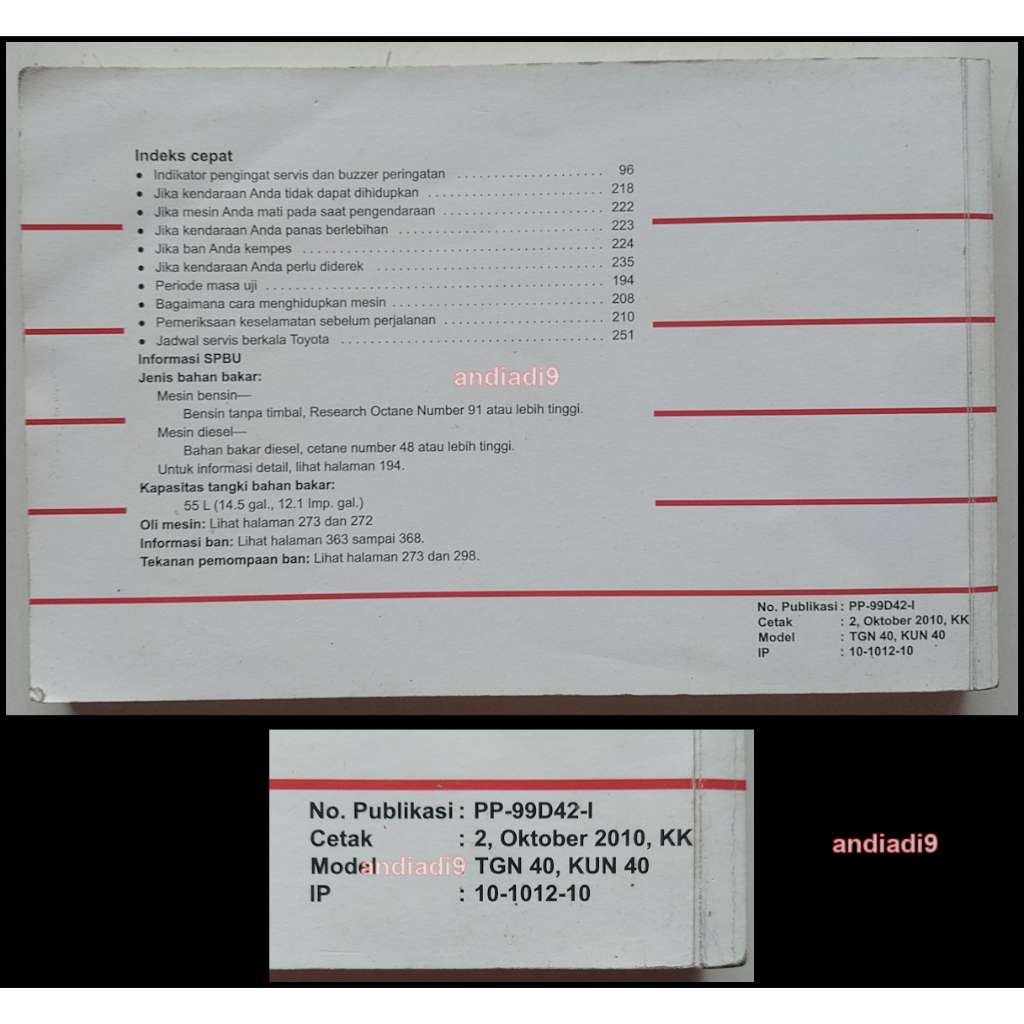 Indeks cepat
• Indikator pengingat servis dan buzzer peringatan .................... 96
• Jika kendaraan Anda tidak dapat dihidupkan ........................ 218
• Jika mesin Anda mati pada saat pengendaraan ...................... 222
• Jika kendaraan Anda panas berlebihan ............................ 223
• Jika ban Anda kempes ......................................... 224
• Jika kendaraan Anda perlu diderek ............................... 235
• Periode masa uji .............................................. 194
• Bagaimana cara menghidupkan mesin ............................. 208
• Pemeriksaan keselamatan sebelum perjalanan ...................... 210
• Jadwal servis berkala Toyota .................................... 251
Informasi SPBU
Jenis bahan bakar:
andiadi9
Mesin bensin—
Bensin tanpa timbal, Research Octane Number 91 atau lebih tinggi.
Mesin diesel—
Bahan bakar diesel, cetane number 48 atau lebih tinggi.
Untuk informasi detail, lihat halaman 194.
Kapasitas tangki bahan bakar:
55 L (14.5 gal., 12.1 Imp. gal.)
Oli mesin: Lihat halaman 273 dan 272
Informasi ban: Lihat halaman 363 sampai 368.
Tekanan pemompaan ban: Lihat halaman 273 dan 298.
No. Publikasi : PP-99D42-I
Cetak : 2, Oktober 2010, KK
Model : TGN 40, KUN 40
IP : 10-1012-10
No. Publikasi : PP-99D42-I
Cetak : 2, Oktober 2010, KK
Model : TGN 40, KUN 40
andiadi9
IP : 10-1012-10
andiadi9